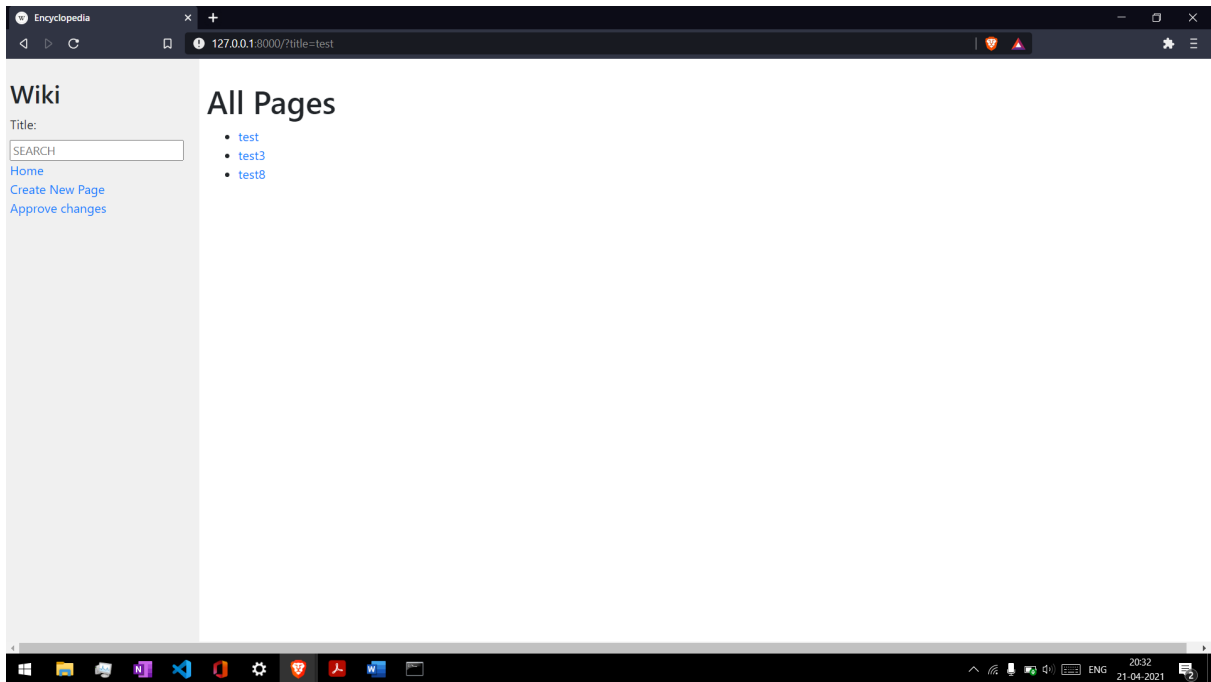 Encyclopedia
127.0.0.1:8000/?title=test
Wiki
Title:
SEARCH
Home
Create New Page
Approve changes
All Pages
test
test3
test8
ENG
20:32
21-04-2021
2